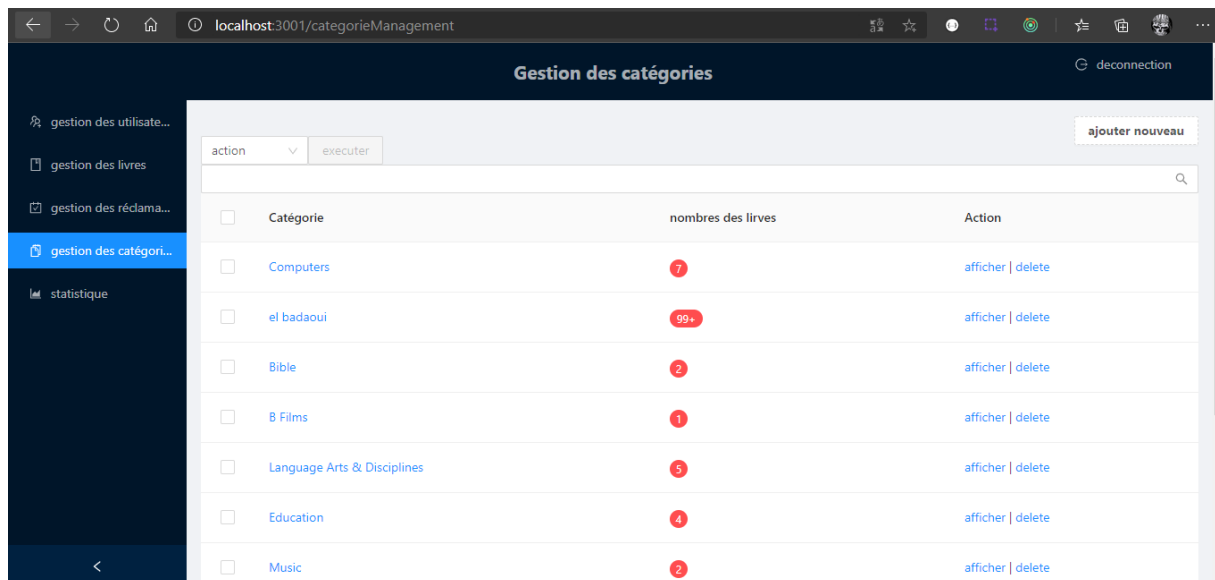 localhost:3001/categorieManagement
Gestion des catégories
deconnection
gestion des utilisate...
gestion des livres
gestion des réclama...
gestion des catégori...
statistique
ajouter nouveau
action executer
Catégorie nombres des lirves Action
Computers 7 afficher | delete
el badaoui 99+ afficher | delete
Bible 2 afficher | delete
B Films 1 afficher | delete
Language Arts & Disciplines 5 afficher | delete
Education 4 afficher | delete
Music 2 afficher | delete